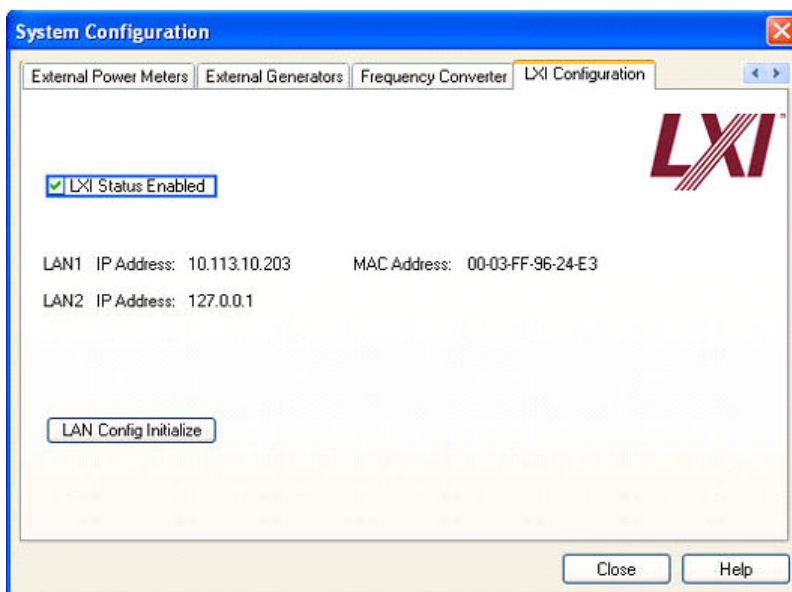 System Configuration
External Power Meters External Generators Frequency Converter LXI Configuration
LXI™
LXI Status Enabled
LAN1 IP Address: 10.113.10.203 MAC Address: 00-03-FF-96-24-E3
LAN2 IP Address: 127.0.0.1
LAN Config Initialize
Close Help